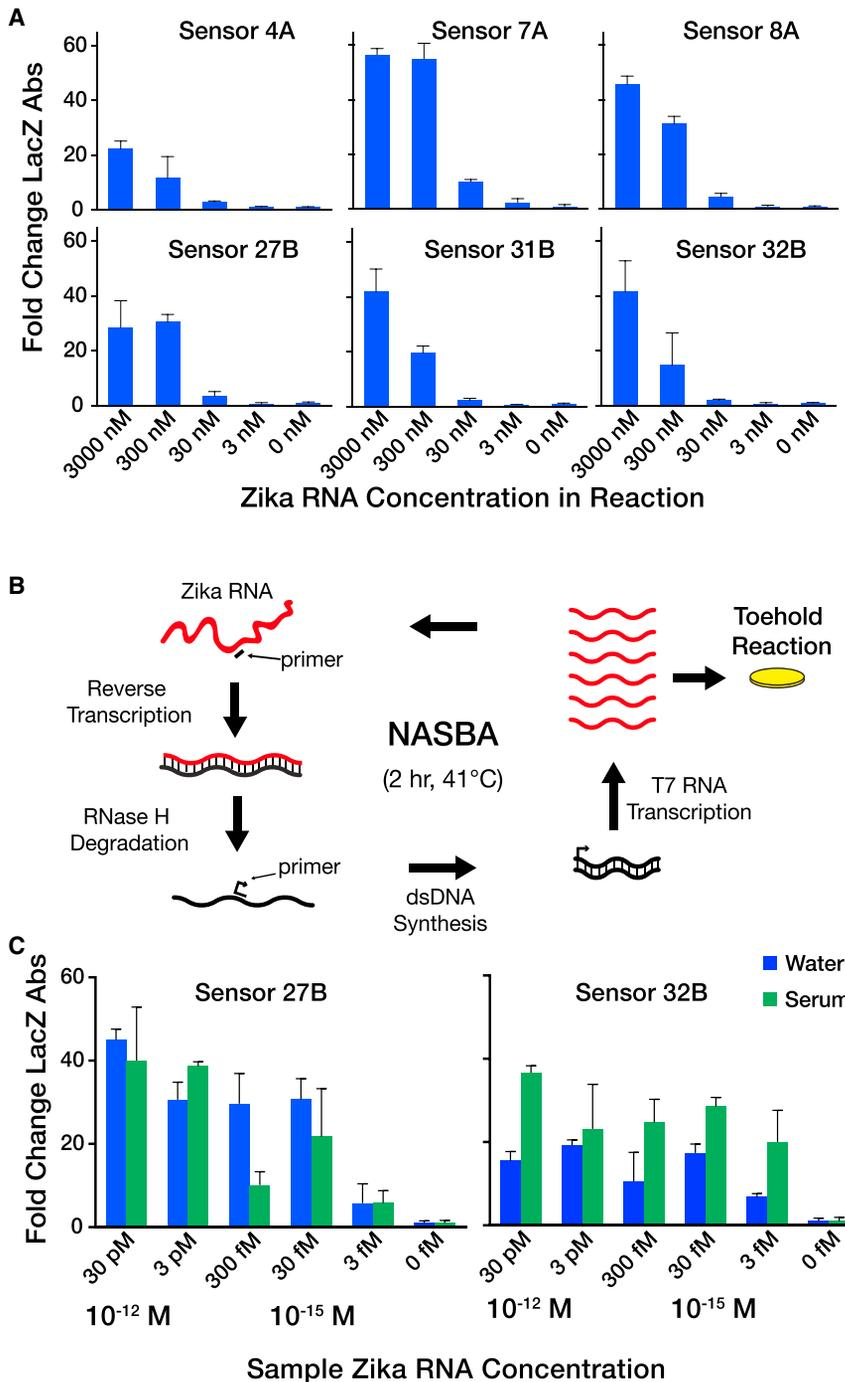 A
Sensor 4A
Sensor 7A
Sensor 8A
Fold Change LacZ Abs
60
40
20
0
Sensor 27B
Sensor 31B
Sensor 32B
Fold Change LacZ Abs
60
40
20
0
3000 nM
300 nM
30 nM
3 nM
0 nM
3000 nM
300 nM
30 nM
3 nM
0 nM
3000 nM
300 nM
30 nM
3 nM
0 nM
Zika RNA Concentration in Reaction
B
Zika RNA
primer
Reverse
Transcription
RNase H
Degradation
primer
NASBA
(2 hr, 41°C)
dsDNA
Synthesis
T7 RNA
Transcription
Toehold
Reaction
C
Fold Change LacZ Abs
60
40
20
0
Sensor 27B
Sensor 32B
Water
Serum
30 pM
3 pM
300 fM
30 fM
3 fM
0 fM
30 pM
3 pM
300 fM
30 fM
3 fM
0 fM
10⁻¹² M
10⁻¹⁵ M
10⁻¹² M
10⁻¹⁵ M
Sample Zika RNA Concentration